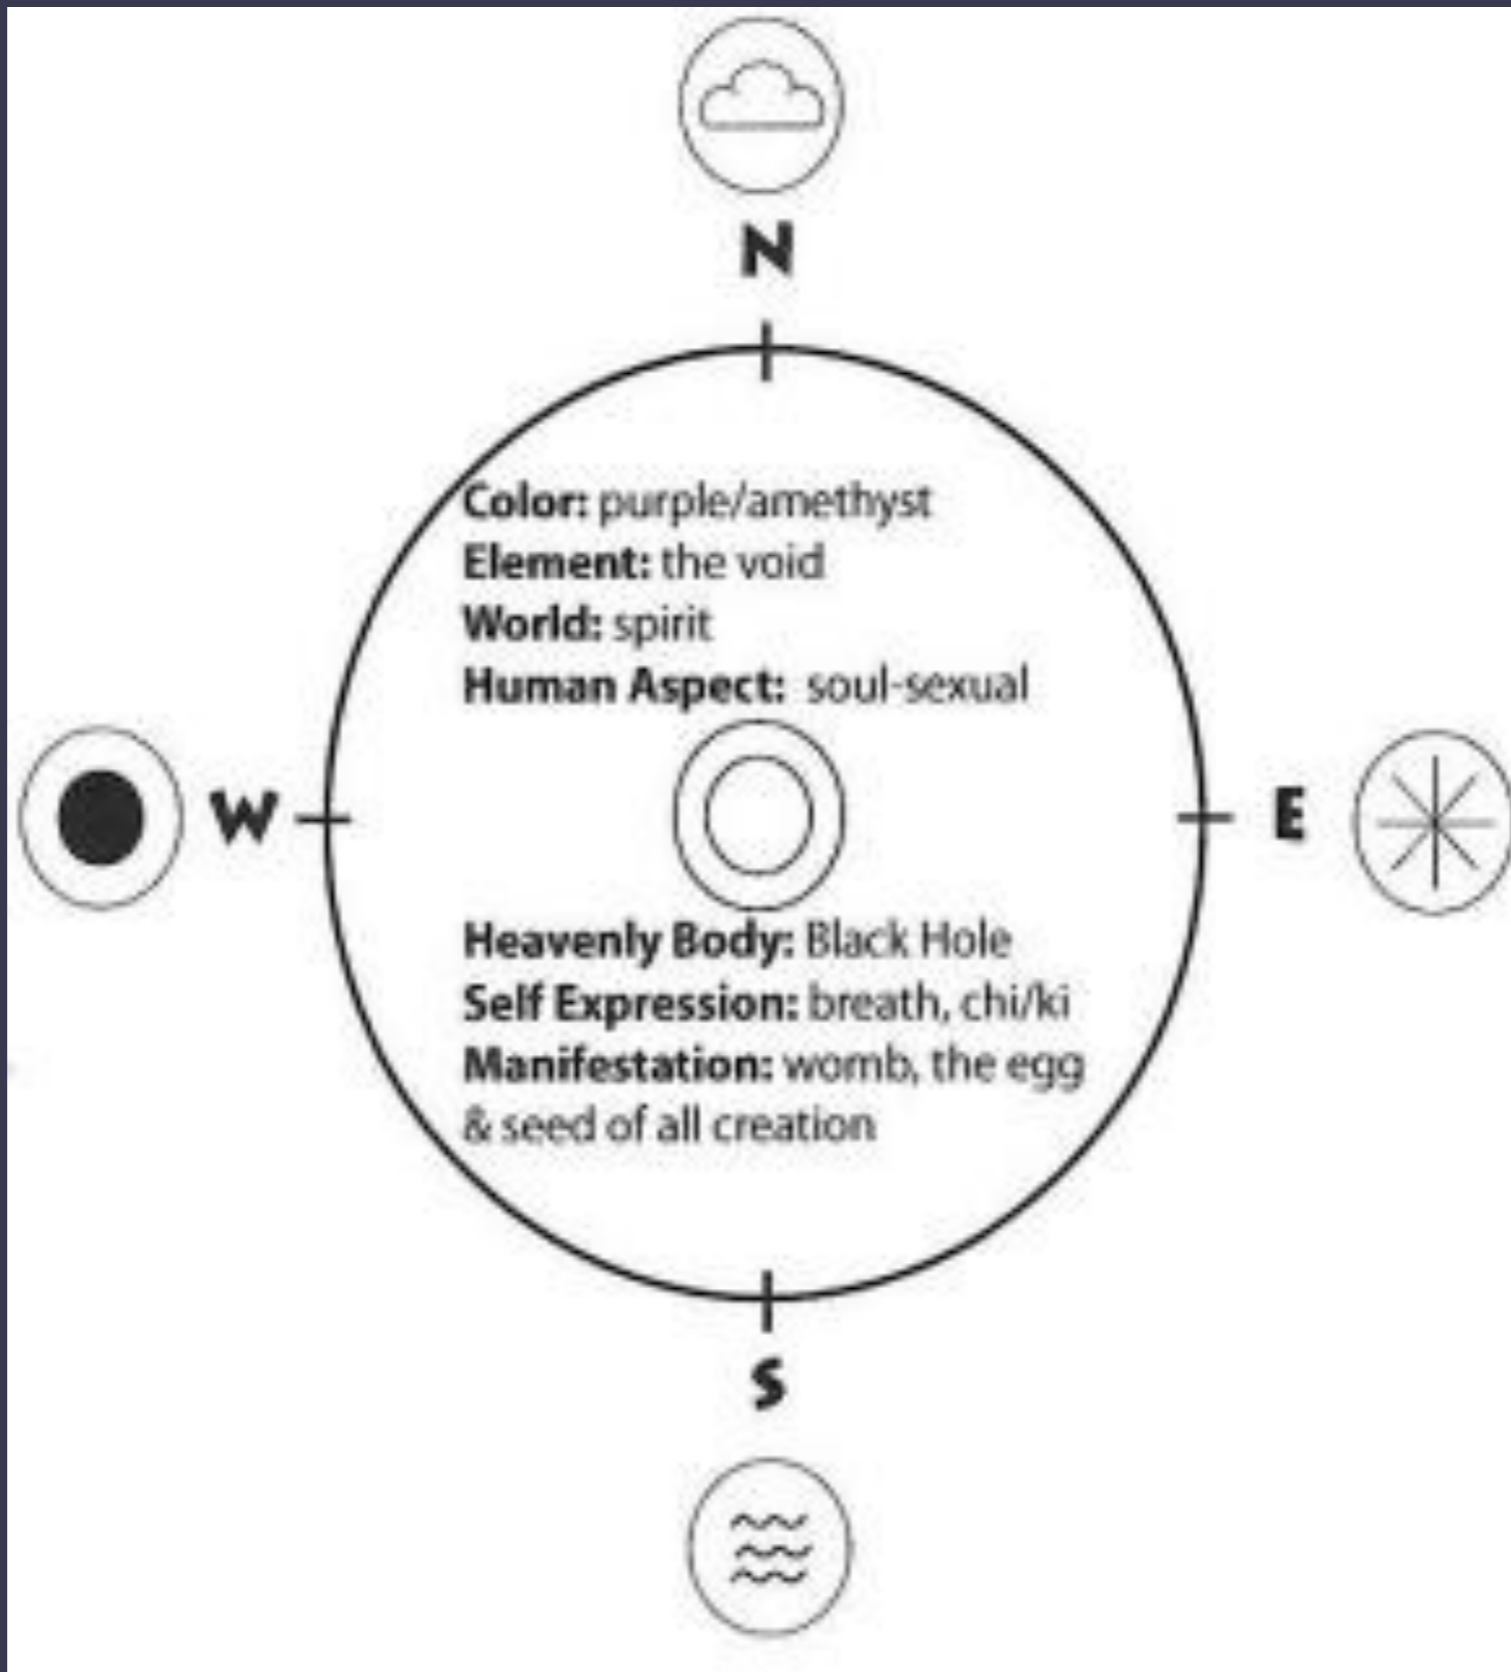 N
Color: purple/amethyst
Element: the void
World: spirit
Human Aspect: soul-sexual
W
E
Heavenly Body: Black Hole
Self Expression: breath, chi/ki
Manifestation: womb, the egg
& seed of all creation
S